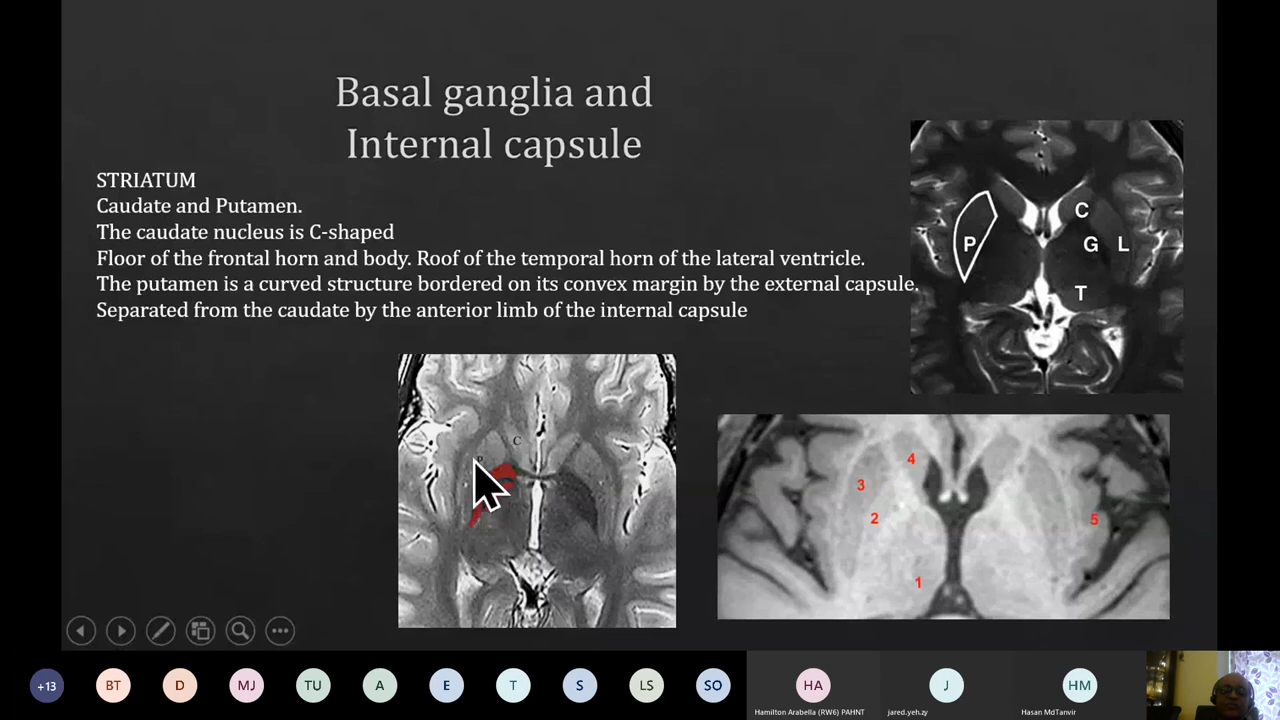 Basal ganglia and
Internal capsule
STRIATUM
Caudate and Putamen.
The caudate nucleus is C-shaped
Floor of the frontal horn and body. Roof of the temporal horn of the lateral ventricle.
The putamen is a curved structure bordered on its convex margin by the external capsule.
Separated from the caudate by the anterior limb of the internal capsule
C
P
G
L
T
C
4
3
2
5
1
+13
BT
D
MJ
TU
A
E
T
S
LS
SO
HA
J
HM
Hamilton Arabella (RW6) PAHNT
jared.yeh.zy
Hasan MdTanvir